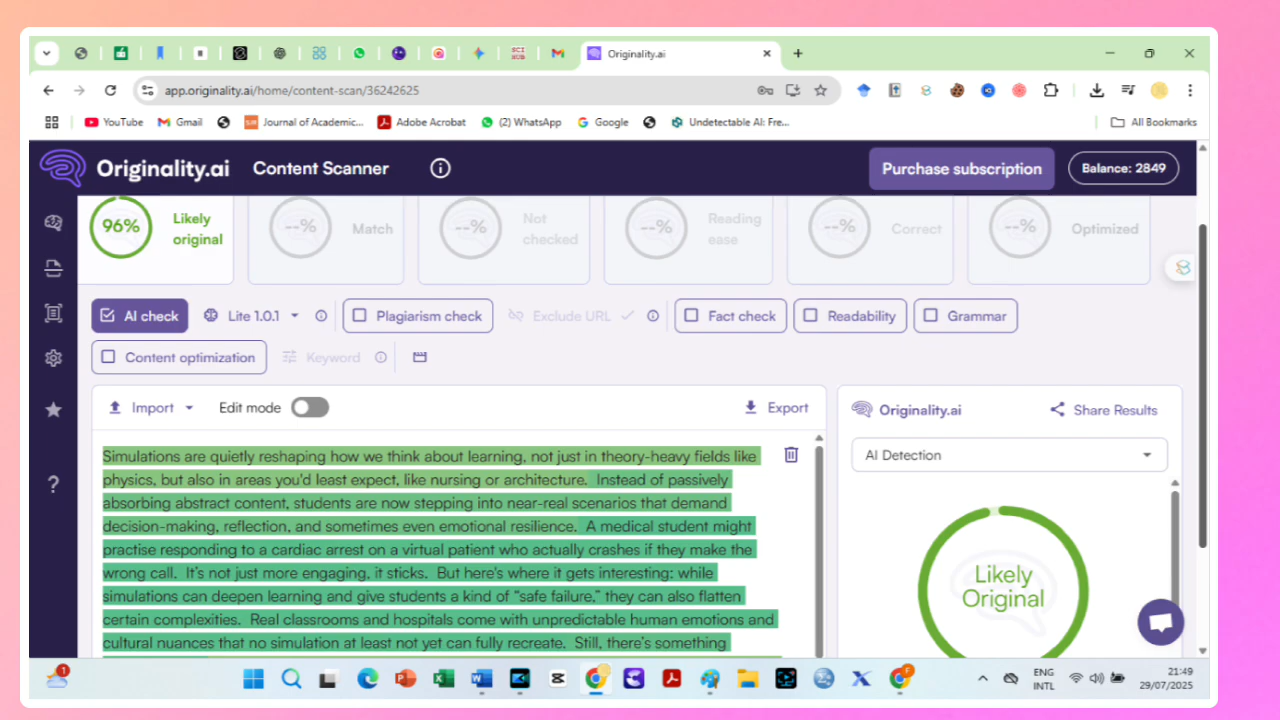 Originality.ai
app.originality.ai/home/content-scan/36242625
YouTube
Gmail
Journal of Academic...
Adobe Acrobat
(2) WhatsApp
Google
Undetectable AI: Fre...
All Bookmarks
Originality.ai
Content Scanner
Purchase subscription
Balance: 2849
96%
Likely
original
--%
Match
--%
Not
checked
--%
Reading
ease
--%
Correct
--%
Optimized
AI check
Lite 1.0.1
Plagiarism check
Exclude URL
Fact check
Readability
Grammar
Content optimization
Keyword
Import
Edit mode
Export
Originality.ai
Share Results
AI Detection
Simulations are quietly reshaping how we think about learning, not just in theory-heavy fields like
physics, but also in areas you'd least expect, like nursing or architecture. Instead of passively
absorbing abstract content, students are now stepping into near-real scenarios that demand
decision-making, reflection, and sometimes even emotional resilience. A medical student might
practise responding to a cardiac arrest on a virtual patient who actually crashes if they make the
wrong call. It's not just more engaging, it sticks. But here's where it gets interesting: while
simulations can deepen learning and give students a kind of "safe failure," they can also flatten
certain complexities. Real classrooms and hospitals come with unpredictable human emotions and
cultural nuances that no simulation at least not yet can fully recreate. Still, there's something
Likely
Original
1
ENG
INTL
21:49
29/07/2025